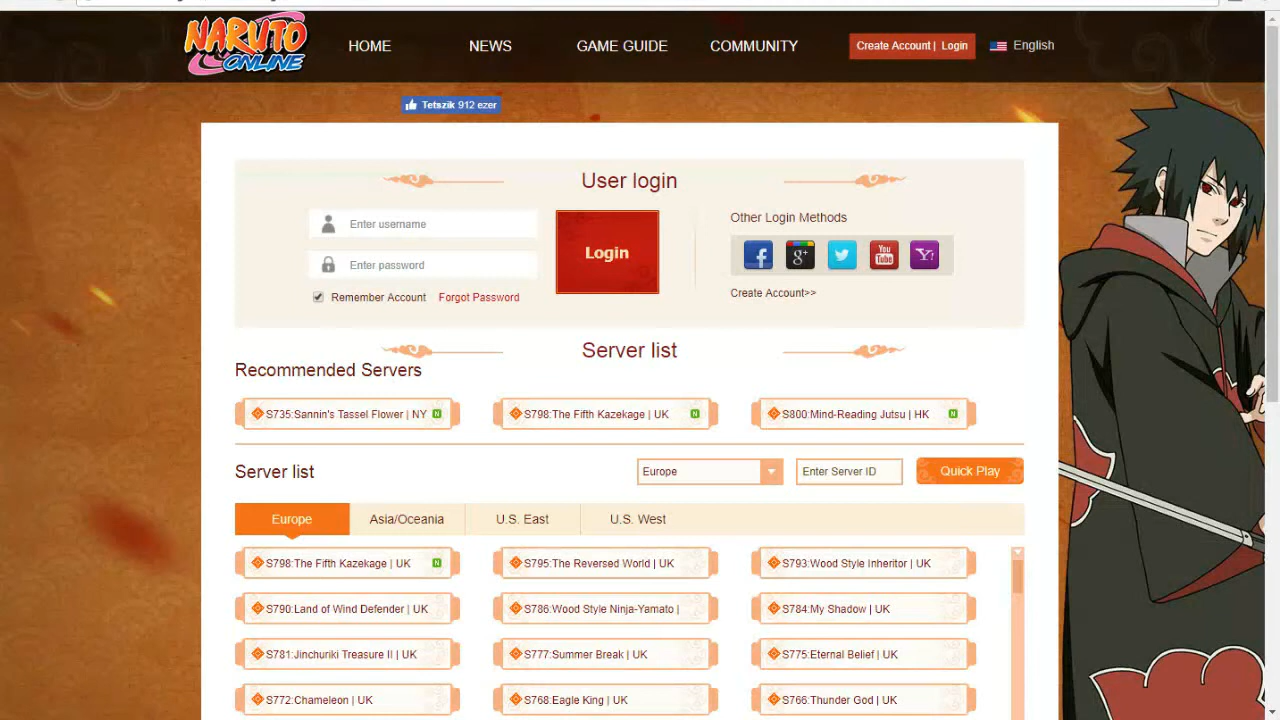 NARUTO
ONLINE
HOME
NEWS
GAME GUIDE
COMMUNITY
Create Account | Login
English
Tetszik 912 ezer
User login
Enter username
Enter password
Remember Account
Forgot Password
Login
Other Login Methods
f
g+
You
Tube
Y!
Create Account>>
Server list
Recommended Servers
S735:Sannin's Tassel Flower | NY N
S798:The Fifth Kazekage | UK N
S800:Mind-Reading Jutsu | HK N
Server list
Europe
Enter Server ID
Quick Play
Europe
Asia/Oceania
U.S. East
U.S. West
S798:The Fifth Kazekage | UK N
S795:The Reversed World | UK
S793:Wood Style Inheritor | UK
S790:Land of Wind Defender | UK
S786:Wood Style Ninja-Yamato |
S784:My Shadow | UK
S781:Jinchuriki Treasure II | UK
S777:Summer Break | UK
S775:Eternal Belief | UK
S772:Chameleon | UK
S768:Eagle King | UK
S766:Thunder God | UK